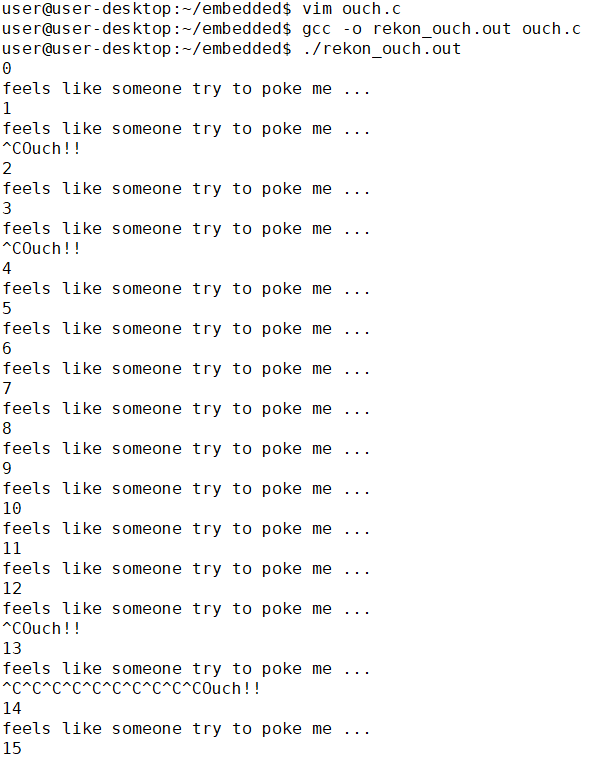 user@user-desktop:~/embedded$ vim ouch.c
user@user-desktop:~/embedded$ gcc -o rekon_ouch.out ouch.c
user@user-desktop:~/embedded$ ./rekon_ouch.out
0
feels like someone try to poke me ...
1
feels like someone try to poke me ...
^COuch!!
2
feels like someone try to poke me ...
3
feels like someone try to poke me ...
^COuch!!
4
feels like someone try to poke me ...
5
feels like someone try to poke me ...
6
feels like someone try to poke me ...
7
feels like someone try to poke me ...
8
feels like someone try to poke me ...
9
feels like someone try to poke me ...
10
feels like someone try to poke me ...
11
feels like someone try to poke me ...
12
feels like someone try to poke me ...
^COuch!!
13
feels like someone try to poke me ...
^C^C^C^C^C^C^C^C^C^COuch!!
14
feels like someone try to poke me ...
15